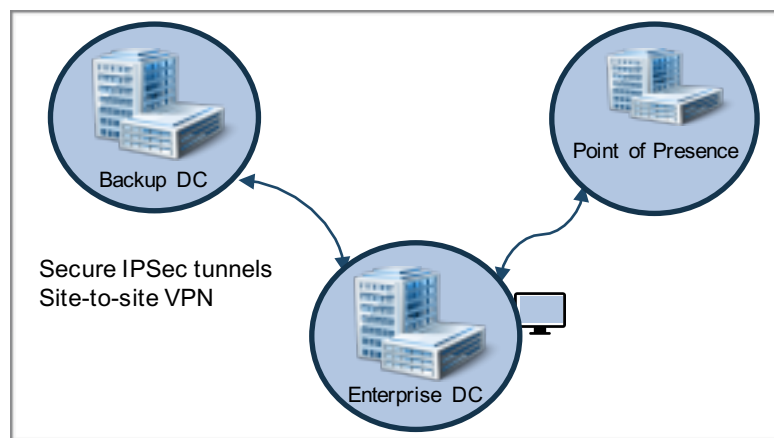 Backup DC
Point of Presence
Secure IPSec tunnels
Site-to-site VPN
Enterprise DC